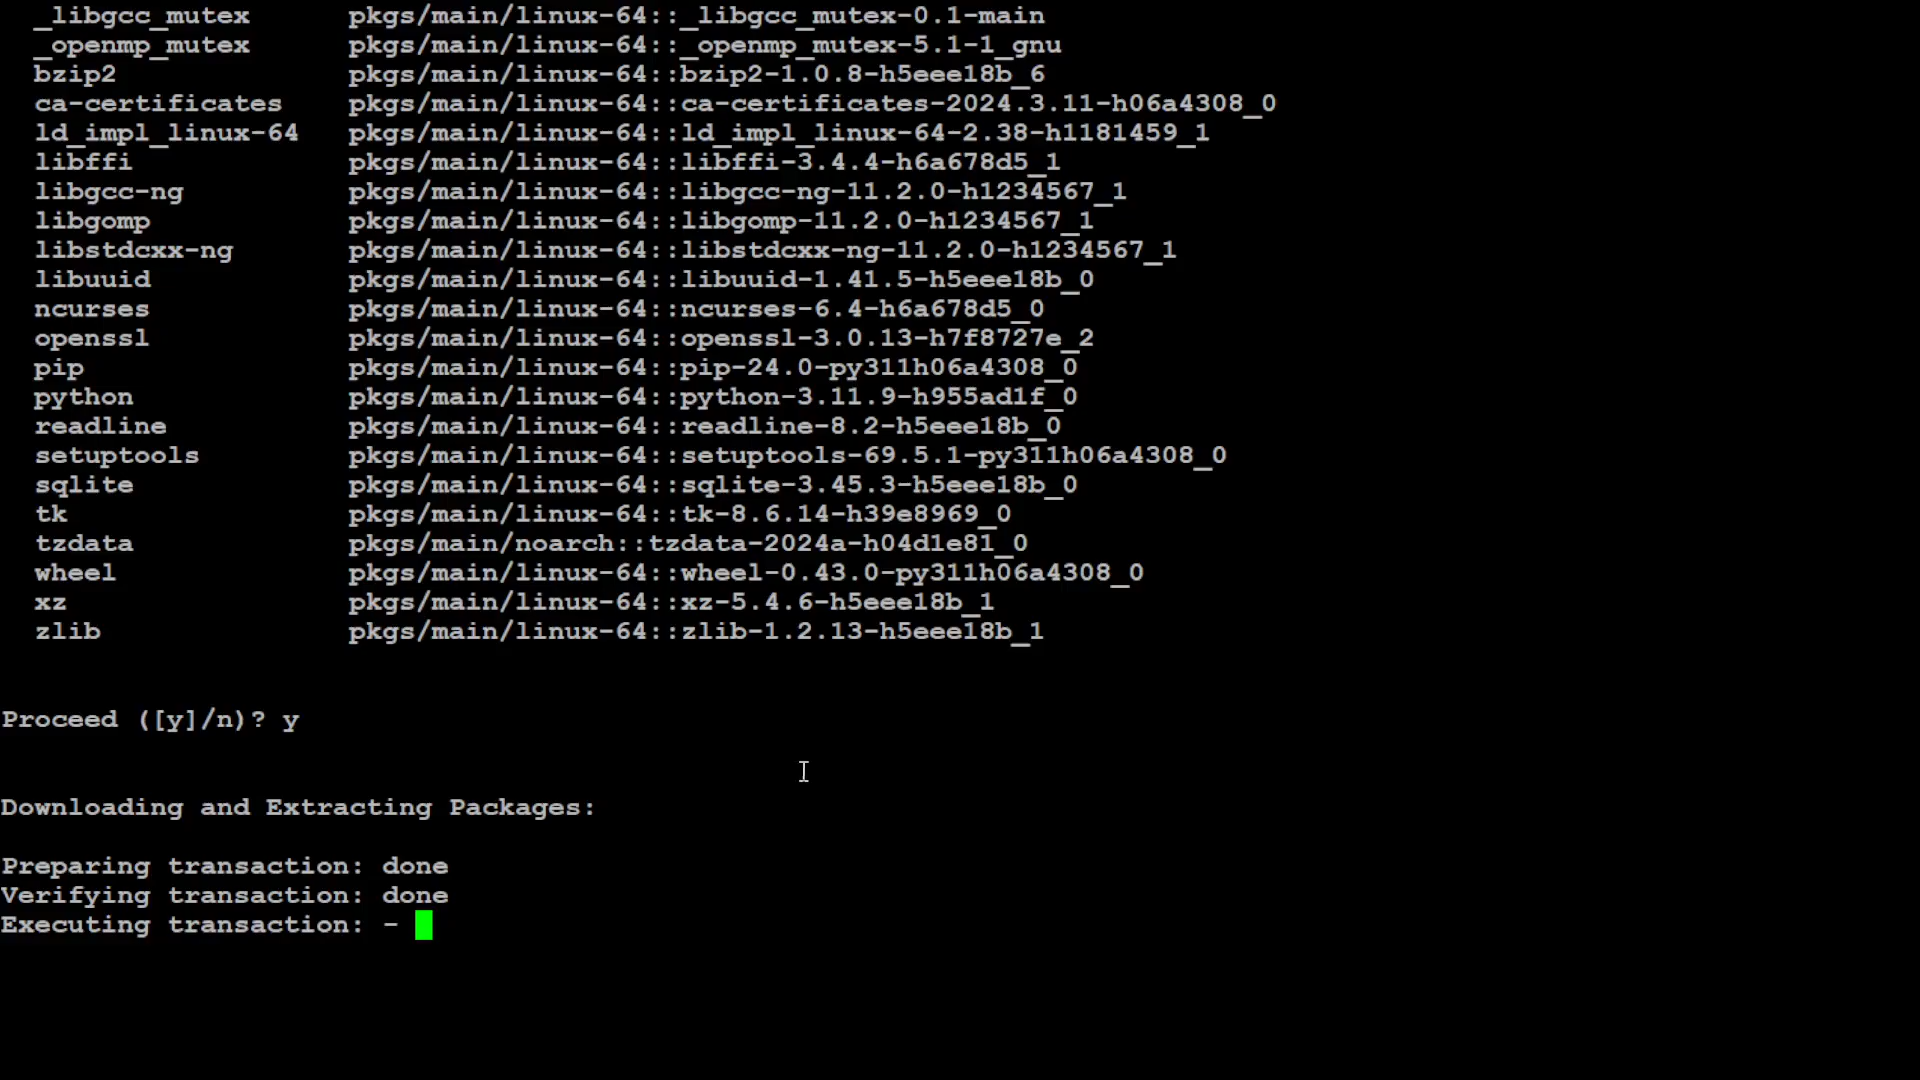 _libgcc_mutex      pkgs/main/linux-64::_libgcc_mutex-0.1-main
_openmp_mutex      pkgs/main/linux-64::_openmp_mutex-5.1-1_gnu
bzip2              pkgs/main/linux-64::bzip2-1.0.8-h5eee18b_6
ca-certificates    pkgs/main/linux-64::ca-certificates-2024.3.11-h06a4308_0
ld_impl_linux-64   pkgs/main/linux-64::ld_impl_linux-64-2.38-h1181459_1
libffi             pkgs/main/linux-64::libffi-3.4.4-h6a678d5_1
libgcc-ng          pkgs/main/linux-64::libgcc-ng-11.2.0-h1234567_1
libgomp            pkgs/main/linux-64::libgomp-11.2.0-h1234567_1
libstdcxx-ng       pkgs/main/linux-64::libstdcxx-ng-11.2.0-h1234567_1
libuuid            pkgs/main/linux-64::libuuid-1.41.5-h5eee18b_0
ncurses            pkgs/main/linux-64::ncurses-6.4-h6a678d5_0
openssl            pkgs/main/linux-64::openssl-3.0.13-h7f8727e_2
pip                pkgs/main/linux-64::pip-24.0-py311h06a4308_0
python             pkgs/main/linux-64::python-3.11.9-h955ad1f_0
readline           pkgs/main/linux-64::readline-8.2-h5eee18b_0
setuptools         pkgs/main/linux-64::setuptools-69.5.1-py311h06a4308_0
sqlite             pkgs/main/linux-64::sqlite-3.45.3-h5eee18b_0
tk                 pkgs/main/linux-64::tk-8.6.14-h39e8969_0
tzdata             pkgs/main/noarch::tzdata-2024a-h04d1e81_0
wheel              pkgs/main/linux-64::wheel-0.43.0-py311h06a4308_0
xz                 pkgs/main/linux-64::xz-5.4.6-h5eee18b_1
zlib               pkgs/main/linux-64::zlib-1.2.13-h5eee18b_1
Proceed ([y]/n)? y
Downloading and Extracting Packages:
Preparing transaction: done
Verifying transaction: done
Executing transaction: -